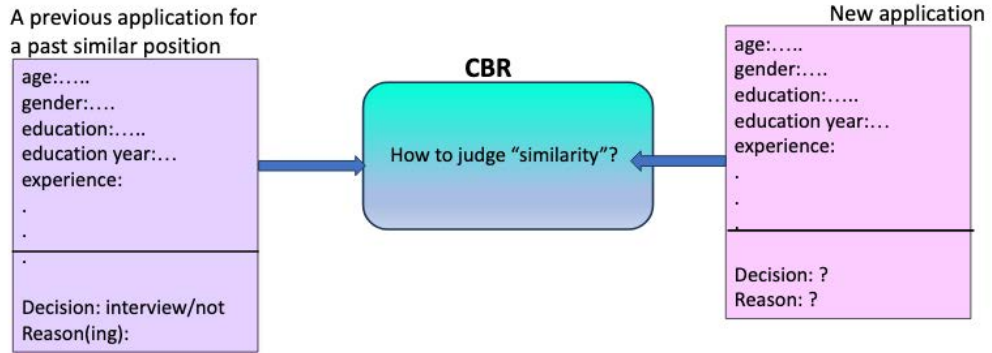 A previous application for
a past similar position
age:.....
gender:....
education:.....
education year:...
experience:
.
.
.
Decision: interview/not
Reason(ing):
CBR
How to judge “similarity”?
New application
age:.....
gender:....
education:.....
education year:...
experience:
.
.
.
Decision: ?
Reason: ?